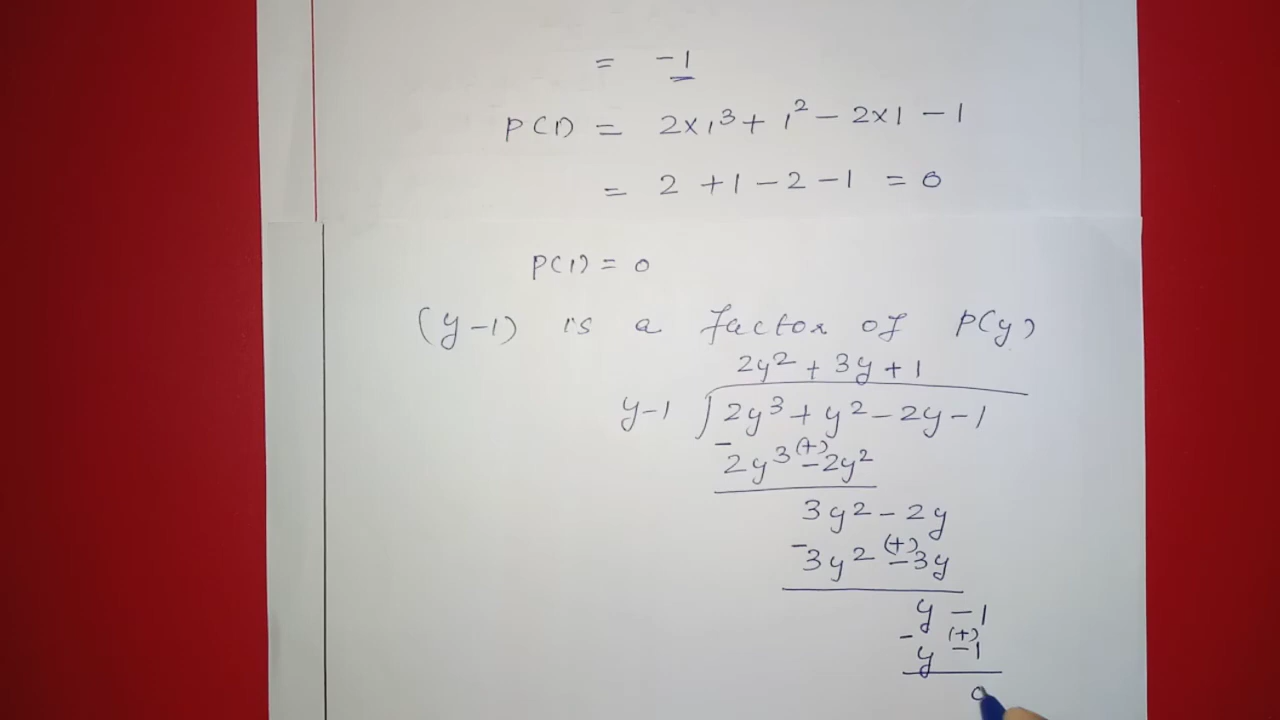 = -1
P(1) = 2×1³ + 1² - 2×1 - 1
= 2 + 1 - 2 - 1 = 0
P(1) = 0
(y-1) is a factor of P(y)
2y² + 3y + 1
y-1 ) 2y³ + y² - 2y - 1
- (+)
2y³ - 2y²
3y² - 2y
- (+)
3y² - 3y
y - 1
- (+)
y - 1
0